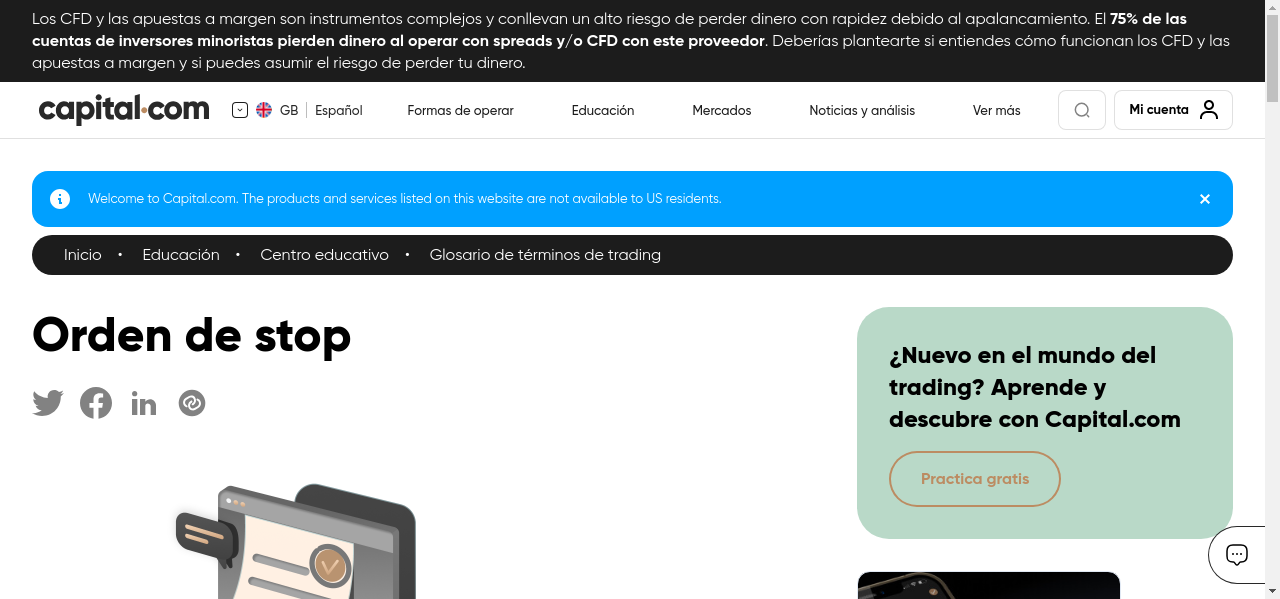 Los CFD y las apuestas a margen son instrumentos complejos y conllevan un alto riesgo de perder dinero con rapidez debido al apalancamiento. El 75% de las
cuentas de inversores minoristas pierden dinero al operar con spreads y/o CFD con este proveedor. Deberías plantearte si entiendes cómo funcionan los CFD y las
apuestas a margen y si puedes asumir el riesgo de perder tu dinero.
capital.com
GB
Español
Formas de operar
Educación
Mercados
Noticias y análisis
Ver más
Mi cuenta
Welcome to Capital.com. The products and services listed on this website are not available to US residents.
Inicio • Educación • Centro educativo • Glosario de términos de trading
Orden de stop
¿Nuevo en el mundo del
trading? Aprende y
descubre con Capital.com
Practica gratis